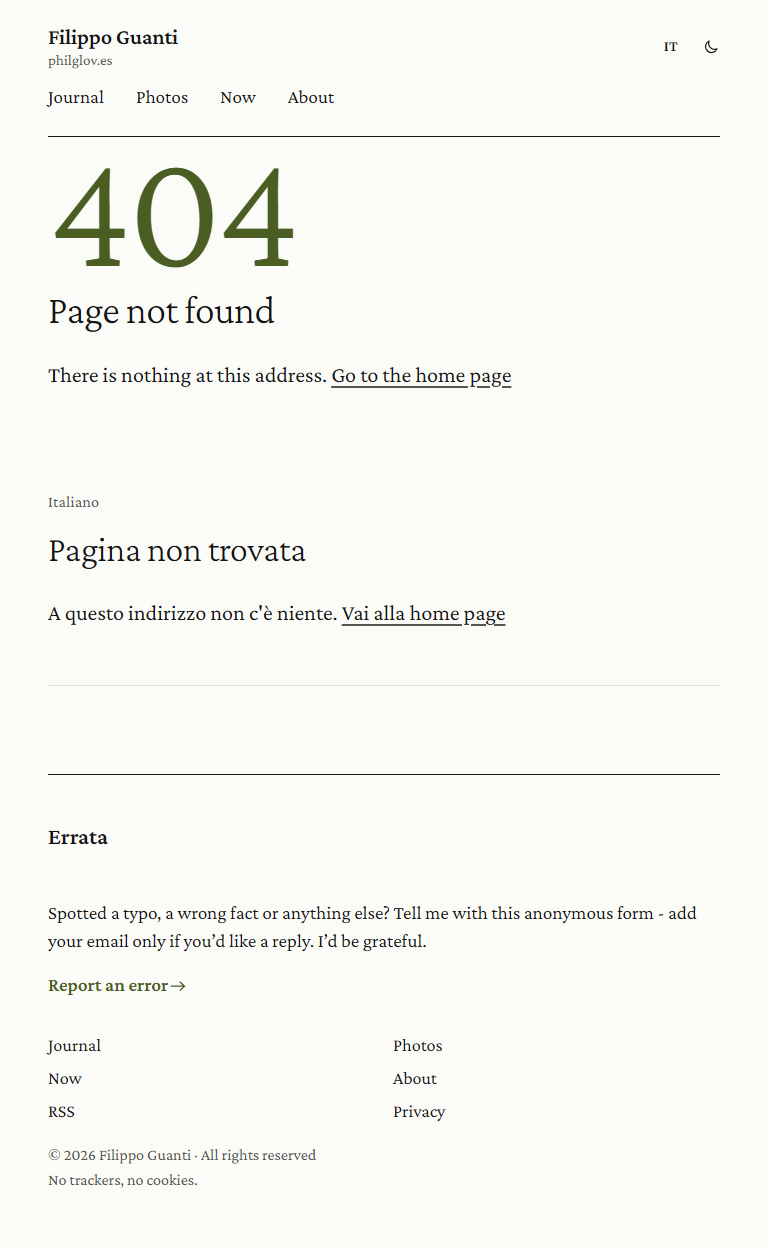 Filippo Guanti
philglov.es
IT
Journal Photos Now About
404
Page not found
There is nothing at this address. Go to the home page
Italiano
Pagina non trovata
A questo indirizzo non c'è niente. Vai alla home page
Errata
Spotted a typo, a wrong fact or anything else? Tell me with this anonymous form - add
your email only if you’d like a reply. I’d be grateful.
Report an error→
Journal Photos
Now About
RSS Privacy
© 2026 Filippo Guanti · All rights reserved
No trackers, no cookies.